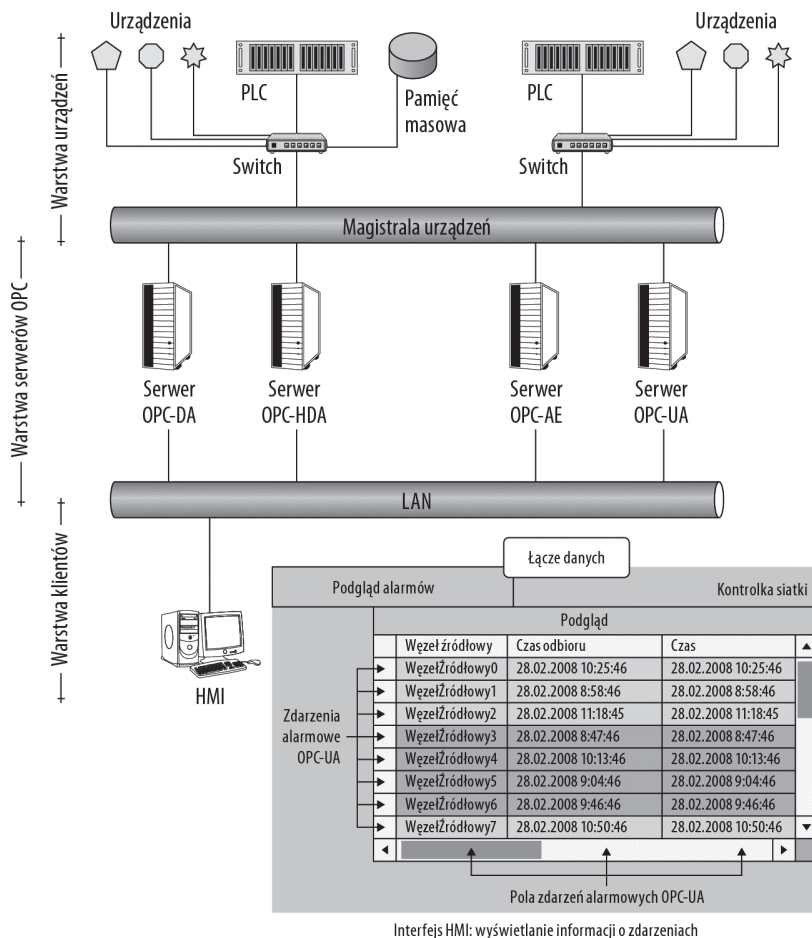 Urządzenia
Urządzenia
PLC
Pamięć
masowa
PLC
Switch
Switch
Warstwa urządzeń
Magistrala urządzeń
Warstwa serwerów OPC
Serwer
OPC-DA
Serwer
OPC-HDA
Serwer
OPC-AE
Serwer
OPC-UA
LAN
Warstwa klientów
HMI
Łącze danych
Podgląd alarmów
Kontrolka siatki
Podgląd
Węzeł źródłowy Czas odbioru Czas
WęzełŹródłowy0 28.02.2008 10:25:46 28.02.2008 10:25:46
WęzełŹródłowy1 28.02.2008 8:58:46 28.02.2008 8:58:46
WęzełŹródłowy2 28.02.2008 11:18:45 28.02.2008 11:18:45
WęzełŹródłowy3 28.02.2008 8:47:46 28.02.2008 8:47:46
WęzełŹródłowy4 28.02.2008 10:13:46 28.02.2008 10:13:46
WęzełŹródłowy5 28.02.2008 9:04:46 28.02.2008 9:04:46
WęzełŹródłowy6 28.02.2008 9:46:46 28.02.2008 9:46:46
WęzełŹródłowy7 28.02.2008 10:50:46 28.02.2008 10:50:46
Zdarzenia
alarmowe
OPC-UA
Pola zdarzeń alarmowych OPC-UA
Interfejs HMI: wyświetlanie informacji o zdarzeniach